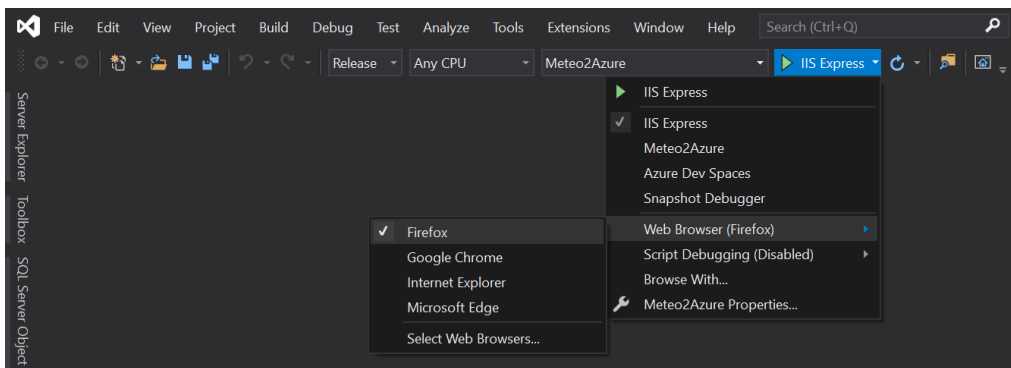 File Edit View Project Build Debug Test Analyze Tools Extensions Window Help Search (Ctrl+Q)
Release Any CPU Meteo2Azure IIS Express
Server Explorer
Toolbox
SQL Server Object
IIS Express
IIS Express
Meteo2Azure
Azure Dev Spaces
Snapshot Debugger
Web Browser (Firefox)
Script Debugging (Disabled)
Browse With...
Meteo2Azure Properties...
Firefox
Google Chrome
Internet Explorer
Microsoft Edge
Select Web Browsers...